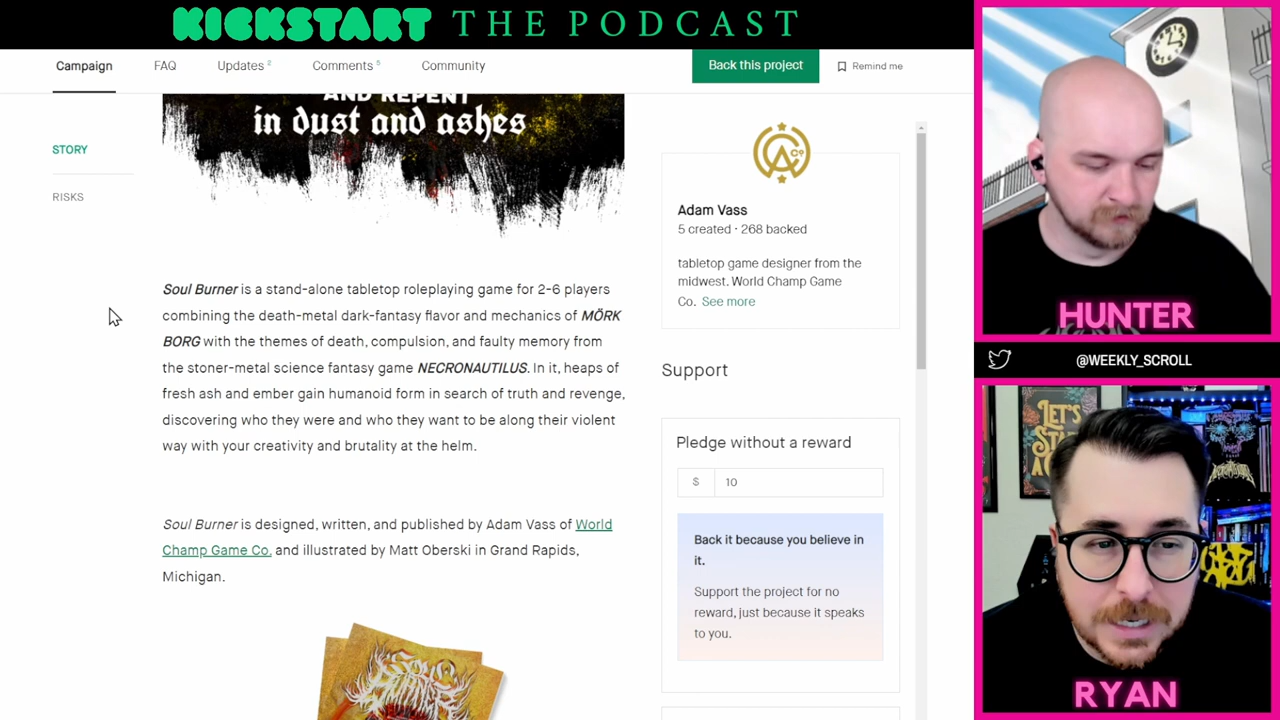 KICKSTART THE PODCAST
Campaign FAQ Updates 2 Comments 5 Community Back this project Remind me
STORY
RISKS
AND REPENT
in dust and ashes
Soul Burner is a stand-alone tabletop roleplaying game for 2-6 players
combining the death-metal dark-fantasy flavor and mechanics of MÖRK
BORG with the themes of death, compulsion, and faulty memory from
the stoner-metal science fantasy game NECRONAUTILUS. In it, heaps of
fresh ash and ember gain humanoid form in search of truth and revenge,
discovering who they were and who they want to be along their violent
way with your creativity and brutality at the helm.
Soul Burner is designed, written, and published by Adam Vass of World
Champ Game Co. and illustrated by Matt Oberski in Grand Rapids,
Michigan.
Adam Vass
5 created · 268 backed
tabletop game designer from the
midwest. World Champ Game
Co. See more
Support
Pledge without a reward
$ 10
Back it because you believe in
it.
Support the project for no
reward, just because it speaks
to you.
HUNTER
@WEEKLY_SCROLL
LET'S
RYAN